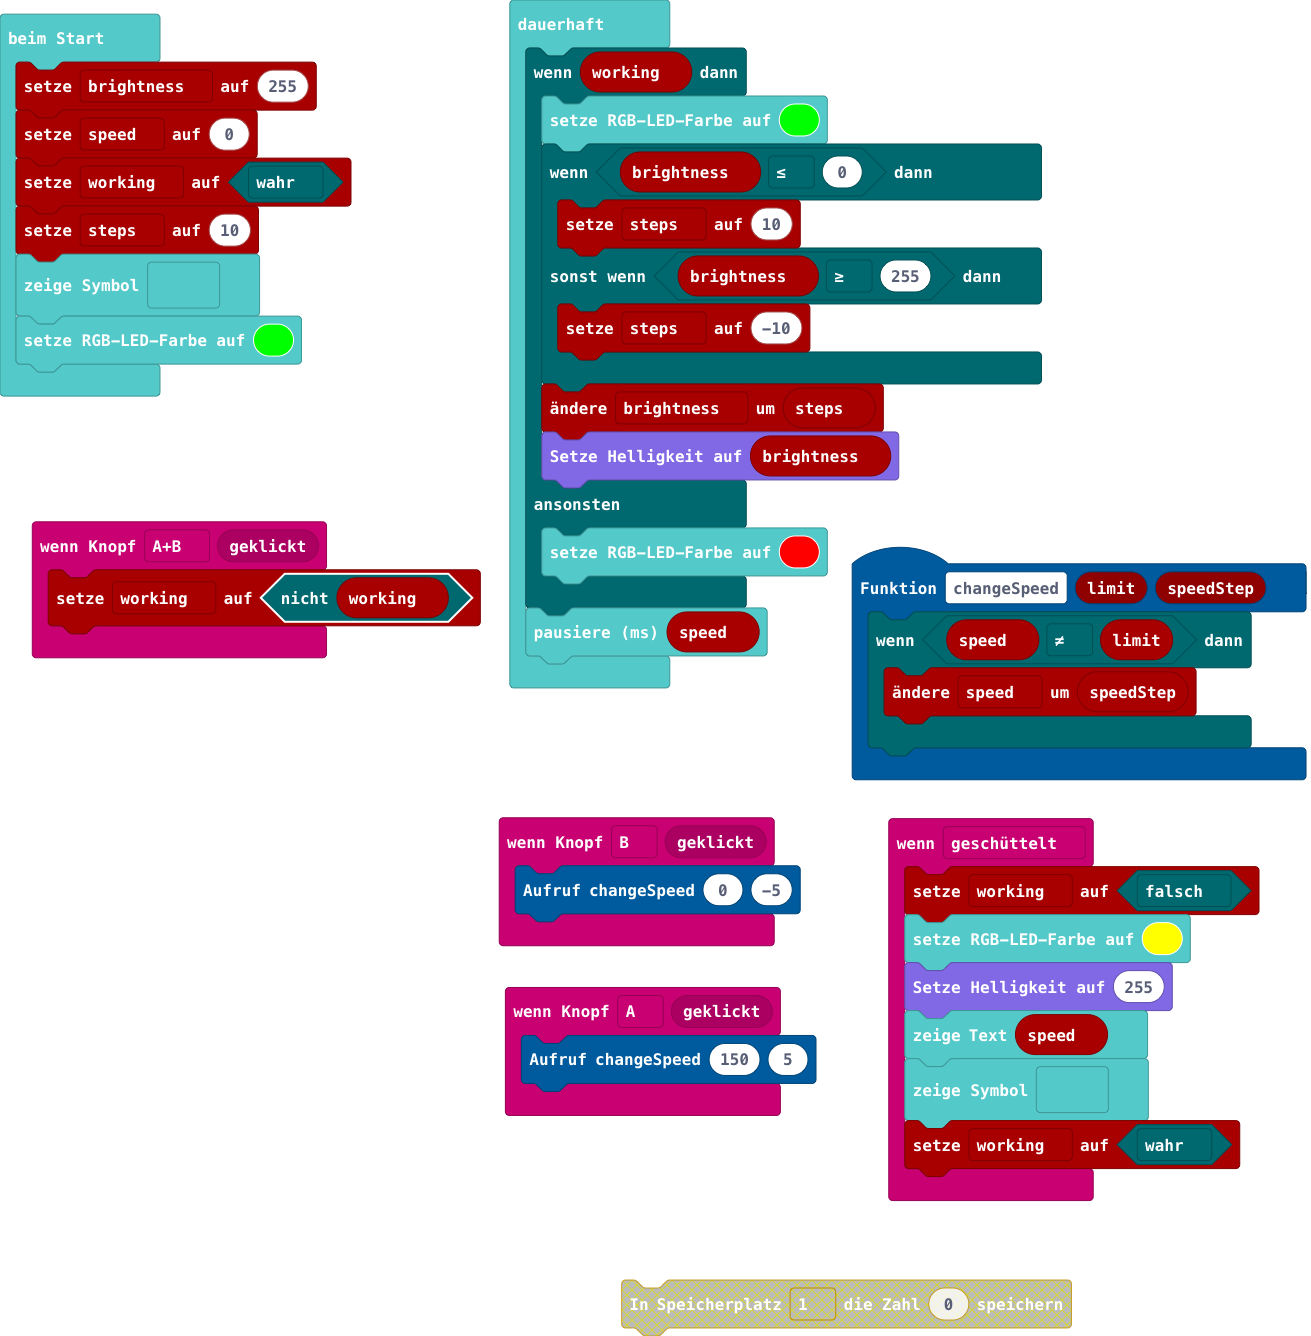 beim Start
setze brightness auf 255
setze speed auf 0
setze working auf wahr
setze steps auf 10
zeige Symbol
setze RGB-LED-Farbe auf
dauerhaft
wenn working dann
setze RGB-LED-Farbe auf
wenn brightness ≤ 0 dann
setze steps auf 10
sonst wenn brightness ≥ 255 dann
setze steps auf -10
ändere brightness um steps
Setze Helligkeit auf brightness
ansonsten
setze RGB-LED-Farbe auf
pausiere (ms) speed
wenn Knopf A+B geklickt
setze working auf nicht working
Funktion changeSpeed limit speedStep
wenn speed ≠ limit dann
ändere speed um speedStep
wenn Knopf B geklickt
Aufruf changeSpeed 0 -5
wenn Knopf A geklickt
Aufruf changeSpeed 150 5
wenn geschüttelt
setze working auf falsch
setze RGB-LED-Farbe auf
Setze Helligkeit auf 255
zeige Text speed
zeige Symbol
setze working auf wahr
In Speicherplatz 1 die Zahl 0 speichern